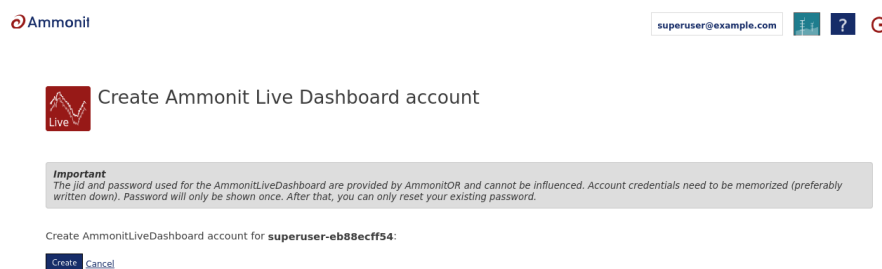 Ammonit
superuser@example.com
?
Create Ammonit Live Dashboard account
Live
Important
The jid and password used for the AmmonitLiveDashboard are provided by AmmonitOR and cannot be influenced. Account credentials need to be memorized (preferably
written down). Password will only be shown once. After that, you can only reset your existing password.
Create AmmonitLiveDashboard account for superuser-eb88ecff54:
Create Cancel